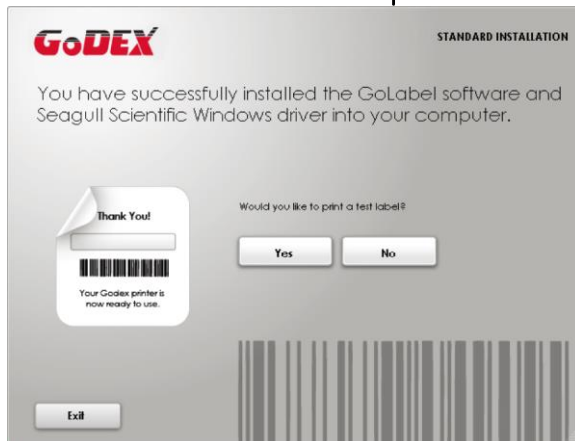 GoDEX
STANDARD INSTALLATION
You have successfully installed the GoLabel software and
Seagull Scientific Windows driver into your computer.
Thank You!
Your Godex printer is
now ready to use.
Would you like to print a test label?
Yes
No
Exit